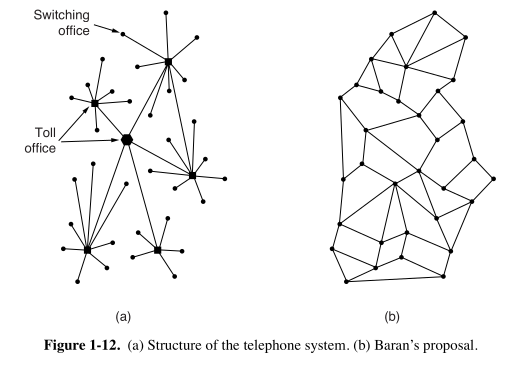 Switching
office
Toll
office
(a)
(b)
Figure 1-12. (a) Structure of the telephone system. (b) Baran’s proposal.